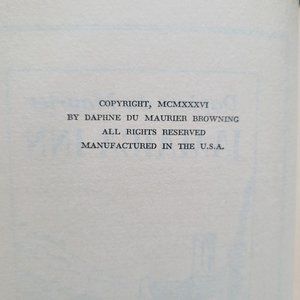 COPYRIGHT, MCMXXXVI
BY DAPHNE DU MAURIER BROWNING
ALL RIGHTS RESERVED
MANUFACTURED IN THE U.S.A.